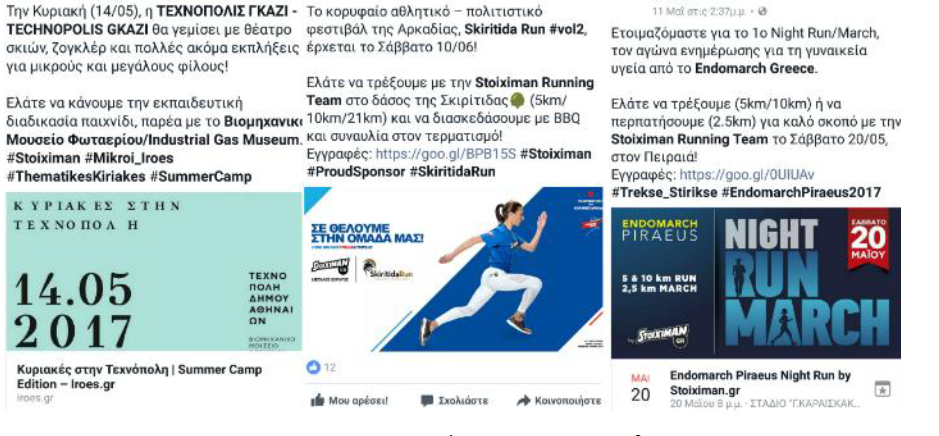 Την Κυριακή (14/05), η ΤΕΧΝΟΠΟΛΙΣ ΓΚΑΖΙ -
TECHNOPOLIS GKAZI θα γεμίσει με θέατρο
σκιών, ζογκλέρ και πολλές ακόμα εκπλήξεις
για μικρούς και μεγάλους φίλους!
Ελάτε να κάνουμε την εκπαιδευτική
διαδικασία παιχνίδι, παρέα με το Βιομηχανικ
Μουσείο Φωταερίου/Industrial Gas Museum.
#Stoiximan #Mikroi_Iroes
#ThematikesKiriakes #SummerCamp
ΚΥΡΙΑΚΕΣ ΣΤΗΝ
ΤΕΧΝΟΠΟΛΗ
14.05
2017
ΤΕΧΝΟ
ΠΟΛΗ
ΔΗΜΟΥ
ΑΘΗΝΑΙ
ΩΝ
ΒΙΟΜΗΧΑΝΙΚΟ
ΜΟΥΣΕΙΟ
Κυριακές στην Τεχνόπολη | Summer Camp
Edition – Iroes.gr
iroes.gr
Το κορυφαίο αθλητικό – πολιτιστικό
φεστιβάλ της Αρκαδίας, Skiritida Run #vol2,
έρχεται το Σάββατο 10/06!
Ελάτε να τρέξουμε με την Stoiximan Running
Team στο δάσος της Σκιρίτιδας (5km/
10km/21km) και να διασκεδάσουμε με BBQ
και συναυλία στον τερματισμό!
Εγγραφές: https://goo.gl/BPB15S #Stoiximan
#ProudSponsor #SkiritidaRun
ΣΕ ΘΕΛΟΥΜΕ
ΣΤΗΝ ΟΜΑΔΑ ΜΑΣ!
STOIXIMAN
GR
SkiritidaRun
12
Μου αρέσει!
Σχολιάστε
Κοινοποιήστε
11 Μαΐ στις 2:37μ.μ. ·
Ετοιμαζόμαστε για το 1ο Night Run/March,
τον αγώνα ενημέρωσης για τη γυναικεία
υγεία από το Endomarch Greece.
Ελάτε να τρέξουμε (5km/10km) ή να
περπατήσουμε (2.5km) για καλό σκοπό με την
Stoiximan Running Team το Σάββατο 20/05,
στον Πειραιά!
Εγγραφές: https://goo.gl/0UIUAv
#Trekse_Stirikse #EndomarchPiraeus2017
ENDOMARCH
PIRAEUS
5 & 10 km RUN
2,5 km MARCH
by STOIXIMAN
GR
NIGHT
RUN
MARCH
ΣΑΒΒΑΤΟ
20
ΜΑΪΟΥ
ΜΑΙ
20
Endomarch Piraeus Night Run by
Stoiximan.gr
20 Μαΐου 8 μ.μ. · ΣΤΑΔΙΟ "Γ.ΚΑΡΑΪΣΚΑΚ...